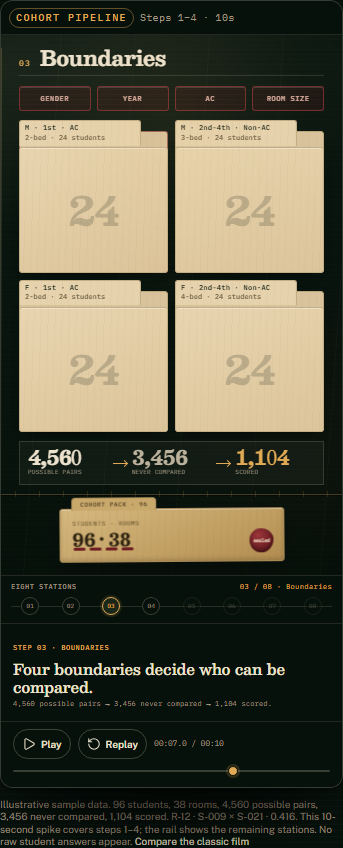 COHORT PIPELINE Steps 1–4 · 10s
03 Boundaries
GENDER YEAR AC ROOM SIZE
M · 1st · AC
2-bed · 24 students
24
M · 2nd-4th · Non-AC
3-bed · 24 students
24
F · 1st · AC
2-bed · 24 students
24
F · 2nd-4th · Non-AC
4-bed · 24 students
24
4,560 → 3,456 → 1,104
POSSIBLE PAIRS NEVER COMPARED SCORED
COHORT PACK · 96
STUDENTS · ROOMS
96·38
sealed
EIGHT STATIONS 03 / 08 · Boundaries
01 02 03 04 05 06 07 08
STEP 03 · BOUNDARIES
Four boundaries decide who can be
compared.
4,560 possible pairs → 3,456 never compared → 1,104 scored.
Play Replay 00:07.0 / 00:10
Illustrative sample data. 96 students, 38 rooms, 4,560 possible pairs,
3,456 never compared, 1,104 scored. R-12 · S-009 × S-021 · 0.416. This 10-
second spike covers steps 1–4; the rail shows the remaining stations. No
raw student answers appear. Compare the classic film